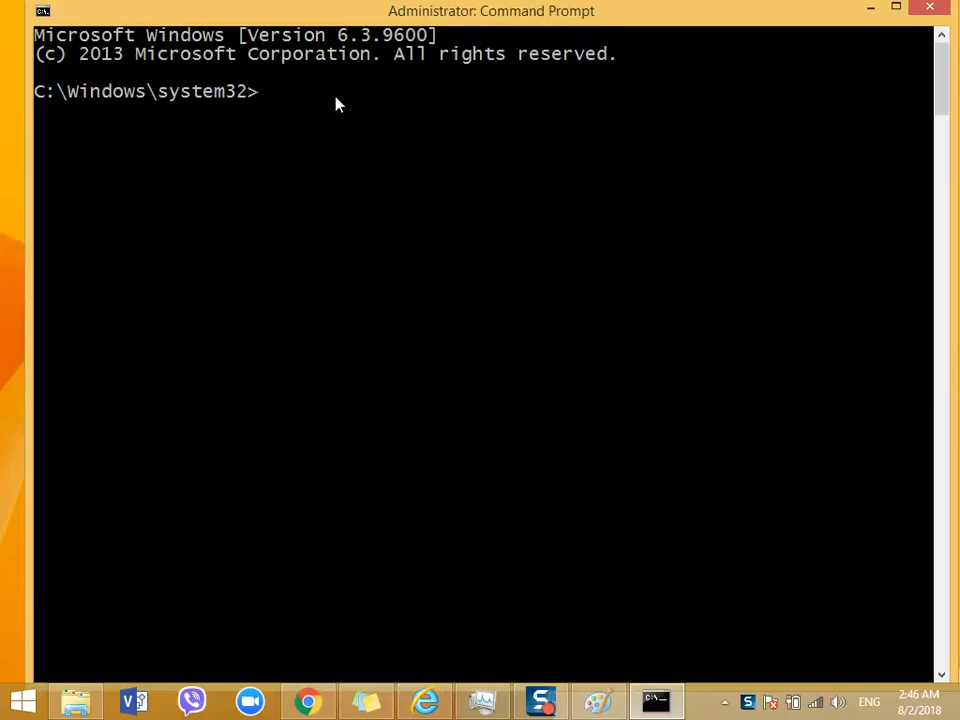 Administrator: Command Prompt
Microsoft Windows [Version 6.3.9600]
(c) 2013 Microsoft Corporation. All rights reserved.
C:\Windows\system32>
ENG
2:46 AM
8/2/2018